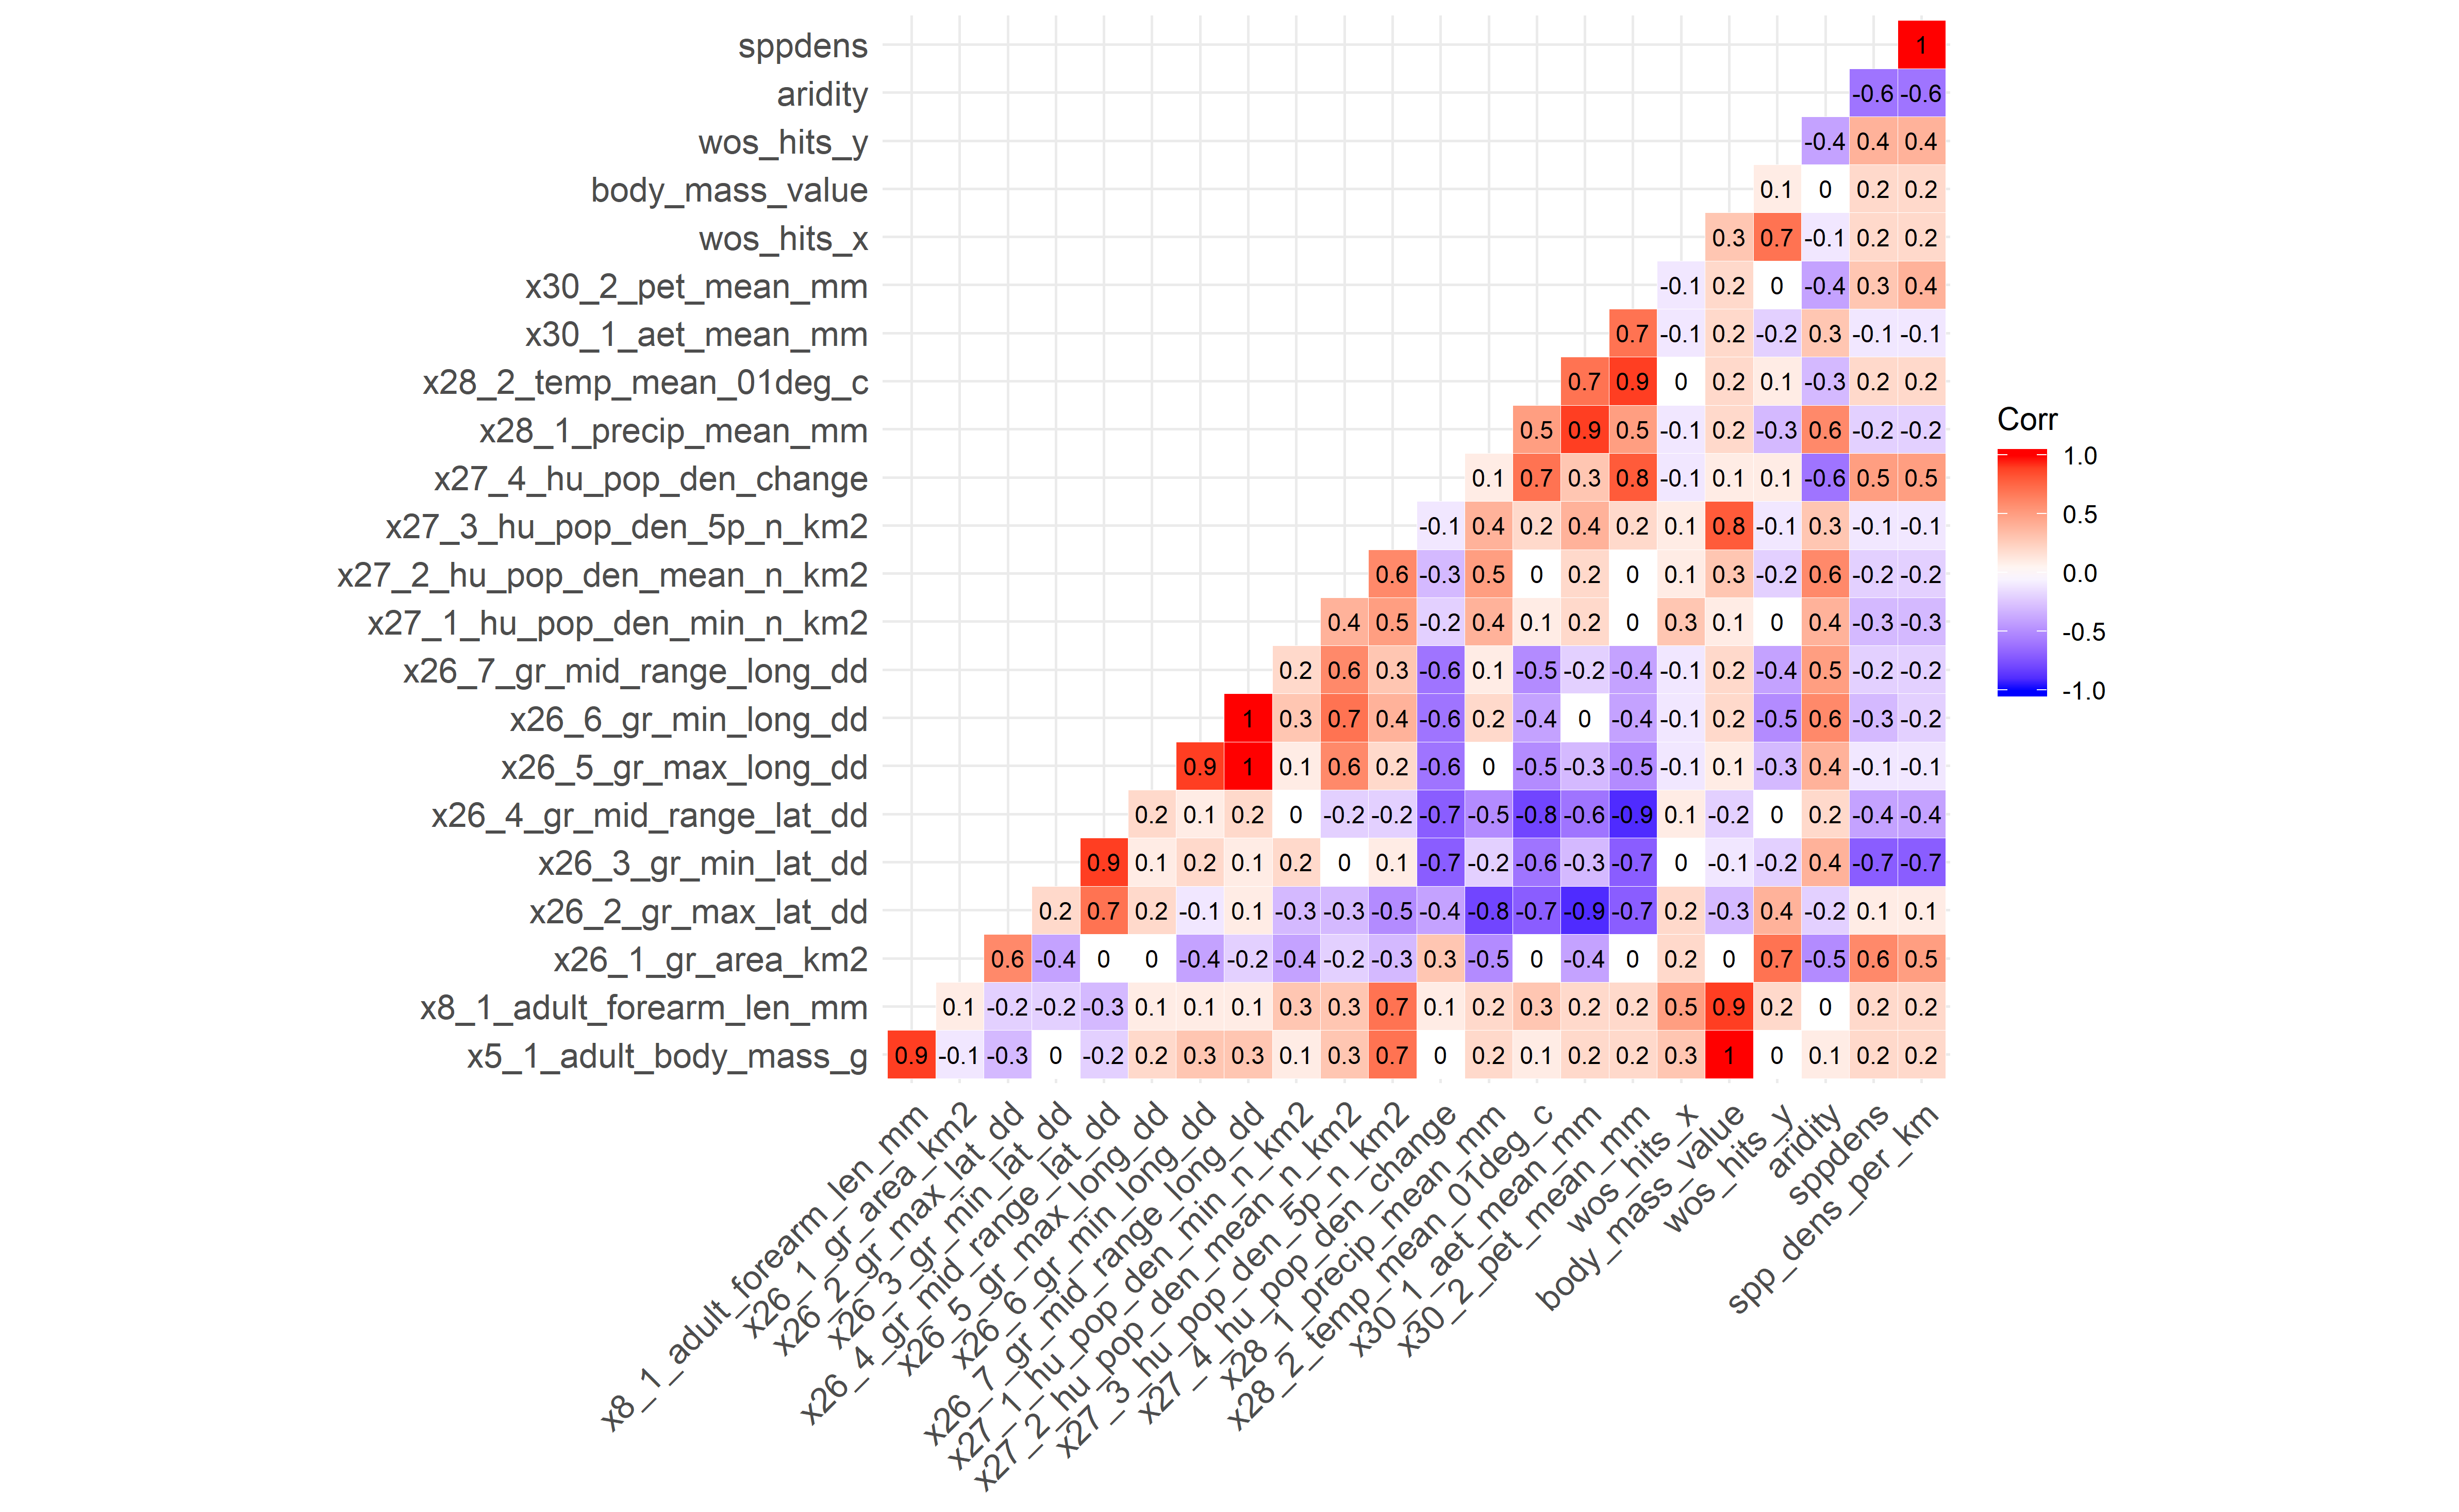 sppdens 1
aridity -0.6 -0.6
wos_hits_y -0.4 0.4 0.4
body_mass_value 0.1 0 0.2 0.2
wos_hits_x 0.3 0.7 -0.1 0.2 0.2
x30_2_pet_mean_mm -0.1 0.2 0 -0.4 0.3 0.4
x30_1_aet_mean_mm 0.7 -0.1 0.2 -0.2 0.3 -0.1 -0.1
x28_2_temp_mean_01deg_c 0.7 0.9 0 0.2 0.1 -0.3 0.2 0.2
x28_1_precip_mean_mm 0.5 0.9 0.5 -0.1 0.2 -0.3 0.6 -0.2 -0.2
x27_4_hu_pop_den_change 0.1 0.7 0.3 0.8 -0.1 0.1 0.1 -0.6 0.5 0.5
x27_3_hu_pop_den_5p_n_km2 -0.1 0.4 0.2 0.4 0.2 0.1 0.8 -0.1 0.3 -0.1 -0.1
x27_2_hu_pop_den_mean_n_km2 0.6 -0.3 0.5 0 0.2 0 0.1 0.3 -0.2 0.6 -0.2 -0.2
x27_1_hu_pop_den_min_n_km2 0.4 0.5 -0.2 0.4 0.1 0.2 0 0.3 0.1 0 0.4 -0.3 -0.3
x26_7_gr_mid_range_long_dd 0.2 0.6 0.3 -0.6 0.1 -0.5 -0.2 -0.4 -0.1 0.2 -0.4 0.5 -0.2 -0.2
x26_6_gr_min_long_dd 1 0.3 0.7 0.4 -0.6 0.2 -0.4 0 -0.4 -0.1 0.2 -0.5 0.6 -0.3 -0.2
x26_5_gr_max_long_dd 0.9 1 0.1 0.6 0.2 -0.6 0 -0.5 -0.3 -0.5 -0.1 0.1 -0.3 0.4 -0.1 -0.1
x26_4_gr_mid_range_lat_dd 0.2 0.1 0.2 0 -0.2 -0.2 -0.7 -0.5 -0.8 -0.6 -0.9 0.1 -0.2 0 0.2 -0.4 -0.4
x26_3_gr_min_lat_dd 0.9 0.1 0.2 0.1 0.2 0 0.1 -0.7 -0.2 -0.6 -0.3 -0.7 0 -0.1 -0.2 0.4 -0.7 -0.7
x26_2_gr_max_lat_dd 0.2 0.7 0.2 -0.1 0.1 -0.3 -0.3 -0.5 -0.4 -0.8 -0.7 -0.9 -0.7 0.2 -0.3 0.4 -0.2 0.1 0.1
x26_1_gr_area_km2 0.6 -0.4 0 0 -0.4 -0.2 -0.4 -0.2 -0.3 0.3 -0.5 0 -0.4 0 0.2 0 0.7 -0.5 0.6 0.5
x8_1_adult_forearm_len_mm 0.1 -0.2 -0.2 -0.3 0.1 0.1 0.1 0.3 0.3 0.7 0.1 0.2 0.3 0.2 0.2 0.5 0.9 0.2 0 0.2 0.2
x5_1_adult_body_mass_g 0.9 -0.1 -0.3 0 -0.2 0.2 0.3 0.3 0.1 0.3 0.7 0 0.2 0.1 0.2 0.2 0.3 1 0 0.1 0.2 0.2
x8_1_adult_forearm_len_mm
x26_1_gr_area_km2
x26_2_gr_max_lat_dd
x26_3_gr_min_lat_dd
x26_4_gr_mid_range_lat_dd
x26_5_gr_max_long_dd
x26_6_gr_min_long_dd
x26_7_gr_mid_range_long_dd
x27_1_hu_pop_den_min_n_km2
x27_2_hu_pop_den_mean_n_km2
x27_3_hu_pop_den_5p_n_km2
x27_4_hu_pop_den_change
x28_1_precip_mean_mm
x28_2_temp_mean_01deg_c
x30_1_aet_mean_mm
x30_2_pet_mean_mm
wos_hits_x
body_mass_value
wos_hits_y
aridity
sppdens
spp_dens_per_km
Corr
1.0
0.5
0.0
-0.5
-1.0